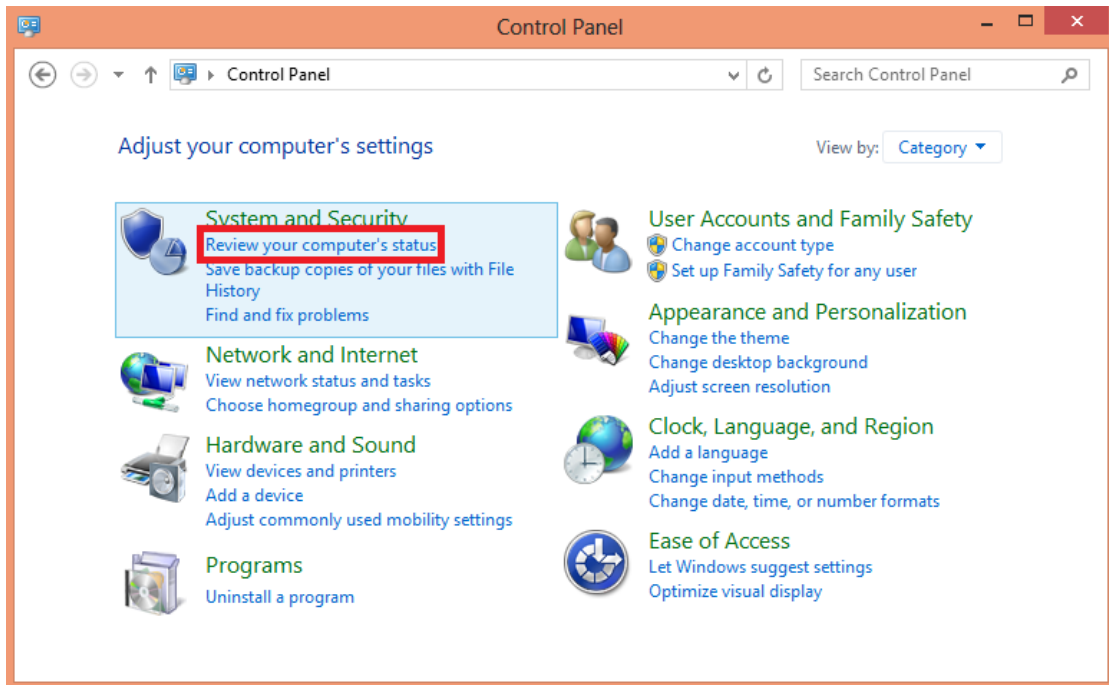 Control Panel
Control Panel
Search Control Panel
Adjust your computer's settings
View by: Category
System and Security
Review your computer's status
Save backup copies of your files with File
History
Find and fix problems
Network and Internet
View network status and tasks
Choose homegroup and sharing options
Hardware and Sound
View devices and printers
Add a device
Adjust commonly used mobility settings
Programs
Uninstall a program
User Accounts and Family Safety
Change account type
Set up Family Safety for any user
Appearance and Personalization
Change the theme
Change desktop background
Adjust screen resolution
Clock, Language, and Region
Add a language
Change input methods
Change date, time, or number formats
Ease of Access
Let Windows suggest settings
Optimize visual display